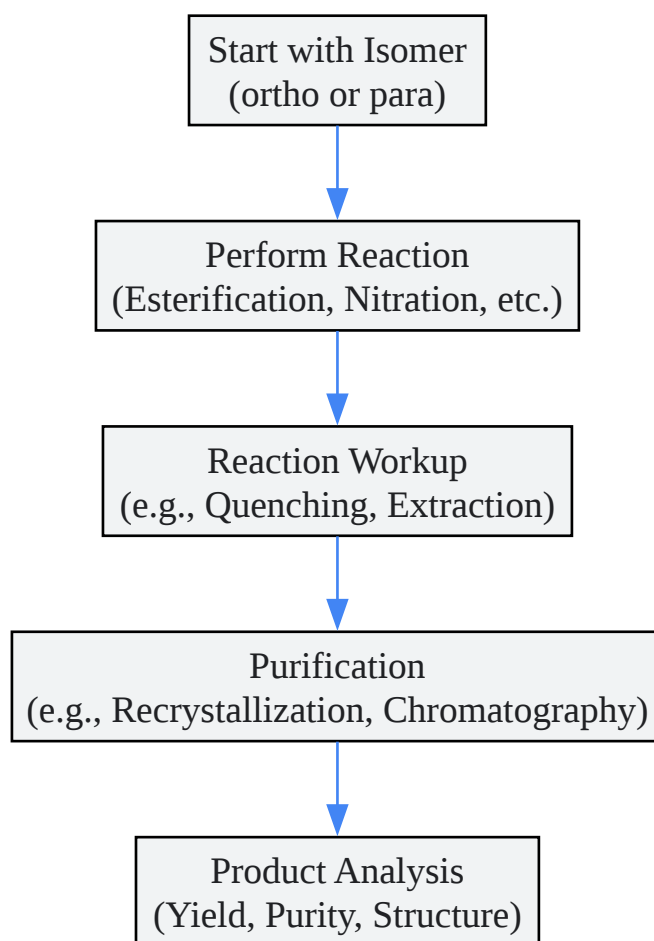 Start with Isomer
(ortho or para)
Perform Reaction
(Esterification, Nitration, etc.)
Reaction Workup
(e.g., Quenching, Extraction)
Purification
(e.g., Recrystallization, Chromatography)
Product Analysis
(Yield, Purity, Structure)